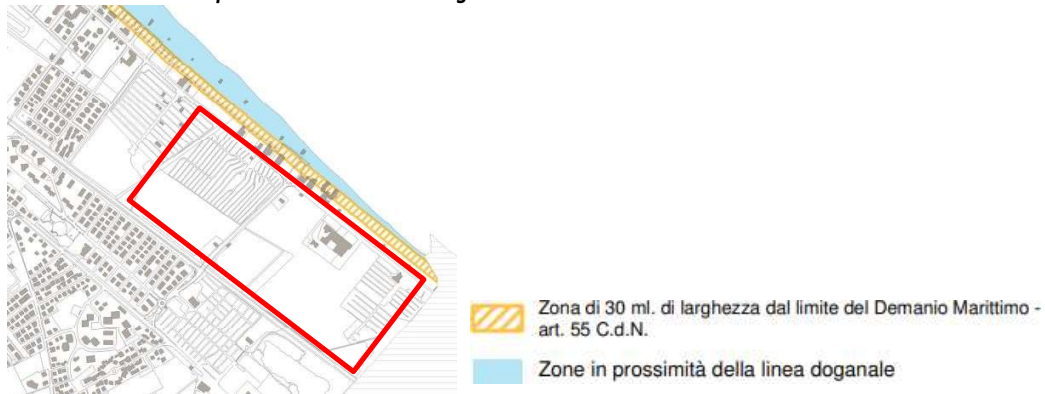 Zona di 30 ml. di larghezza dal limite del Demanio Marittimo -
art. 55 C.d.N.
Zone in prossimità della linea doganale